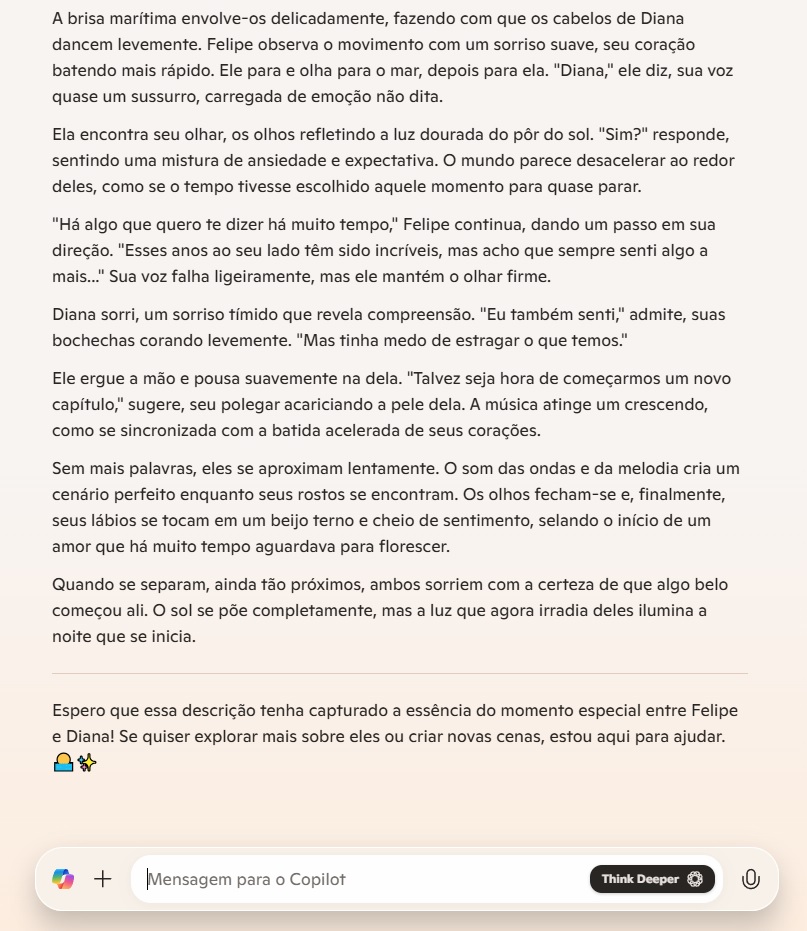 A brisa marítima envolve-os delicadamente, fazendo com que os cabelos de Diana
dancem levemente. Felipe observa o movimento com um sorriso suave, seu coração
batendo mais rápido. Ele para e olha para o mar, depois para ela. "Diana," ele diz, sua voz
quase um sussurro, carregada de emoção não dita.
Ela encontra seu olhar, os olhos refletindo a luz dourada do pôr do sol. "Sim?" responde,
sentindo uma mistura de ansiedade e expectativa. O mundo parece desacelerar ao redor
deles, como se o tempo tivesse escolhido aquele momento para quase parar.
"Há algo que quero te dizer há muito tempo," Felipe continua, dando um passo em sua
direção. "Esses anos ao seu lado têm sido incríveis, mas acho que sempre senti algo a
mais..." Sua voz falha ligeiramente, mas ele mantém o olhar firme.
Diana sorri, um sorriso tímido que revela compreensão. "Eu também senti," admite, suas
bochechas corando levemente. "Mas tinha medo de estragar o que temos."
Ele ergue a mão e pousa suavemente na dela. "Talvez seja hora de começarmos um novo
capítulo," sugere, seu polegar acariciando a pele dela. A música atinge um crescendo,
como se sincronizada com a batida acelerada de seus corações.
Sem mais palavras, eles se aproximam lentamente. O som das ondas e da melodia cria um
cenário perfeito enquanto seus rostos se encontram. Os olhos fecham-se e, finalmente,
seus lábios se tocam em um beijo terno e cheio de sentimento, selando o início de um
amor que há muito tempo aguardava para florescer.
Quando se separam, ainda tão próximos, ambos sorriem com a certeza de que algo belo
começou ali. O sol se põe completamente, mas a luz que agora irradia deles ilumina a
noite que se inicia.
Espero que essa descrição tenha capturado a essência do momento especial entre Felipe
e Diana! Se quiser explorar mais sobre eles ou criar novas cenas, estou aqui para ajudar.
Mensagem para o Copilot
Think Deeper